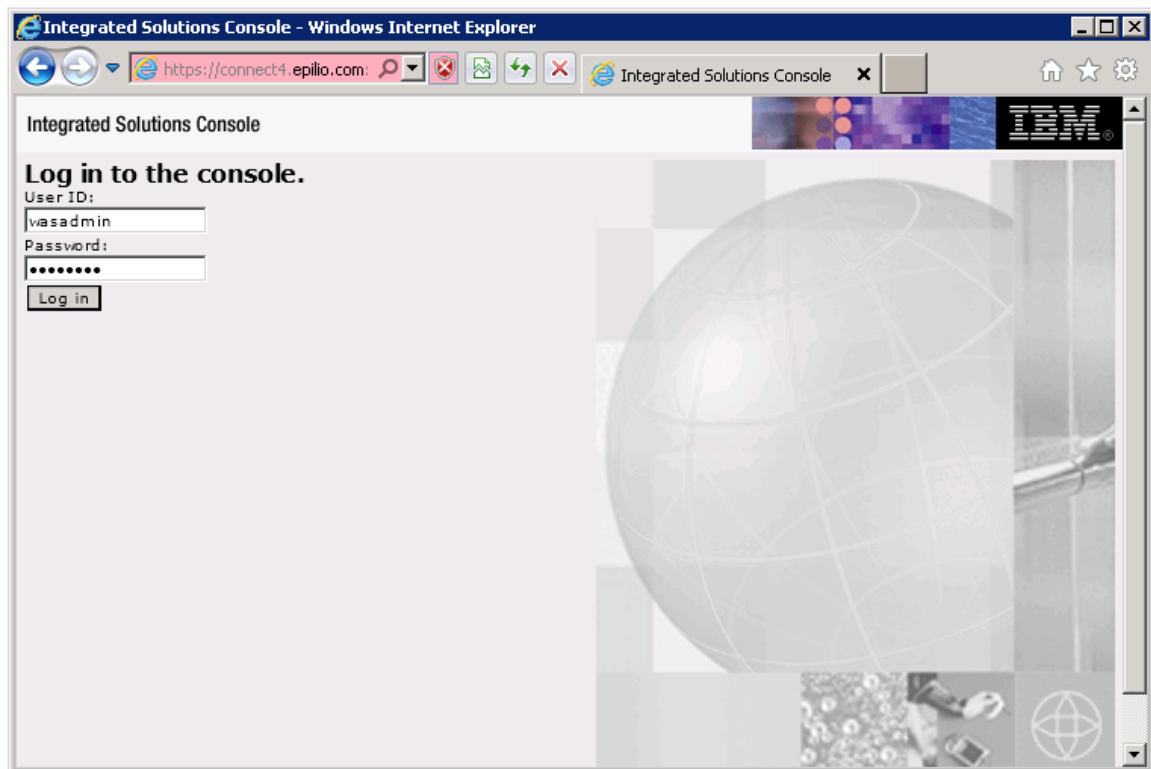 Integrated Solutions Console - Windows Internet Explorer
https://connect4.epilio.com:
Integrated Solutions Console
Integrated Solutions Console
IBM®
Log in to the console.
User ID:
wasadmin
Password:
••••••••
Log in